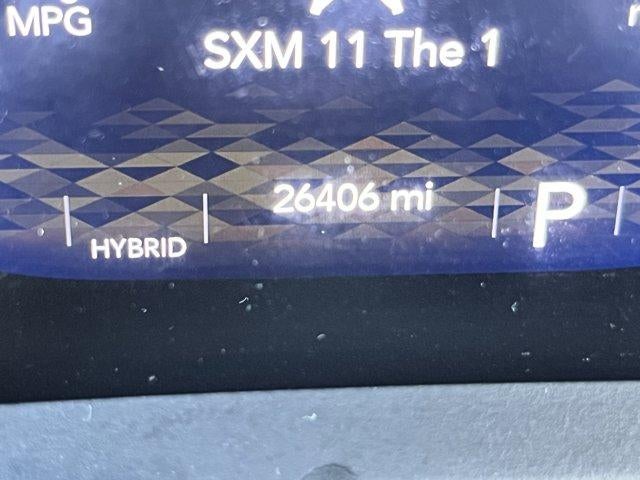 MPG
SXM 11 The 1
26406 mi
P
HYBRID